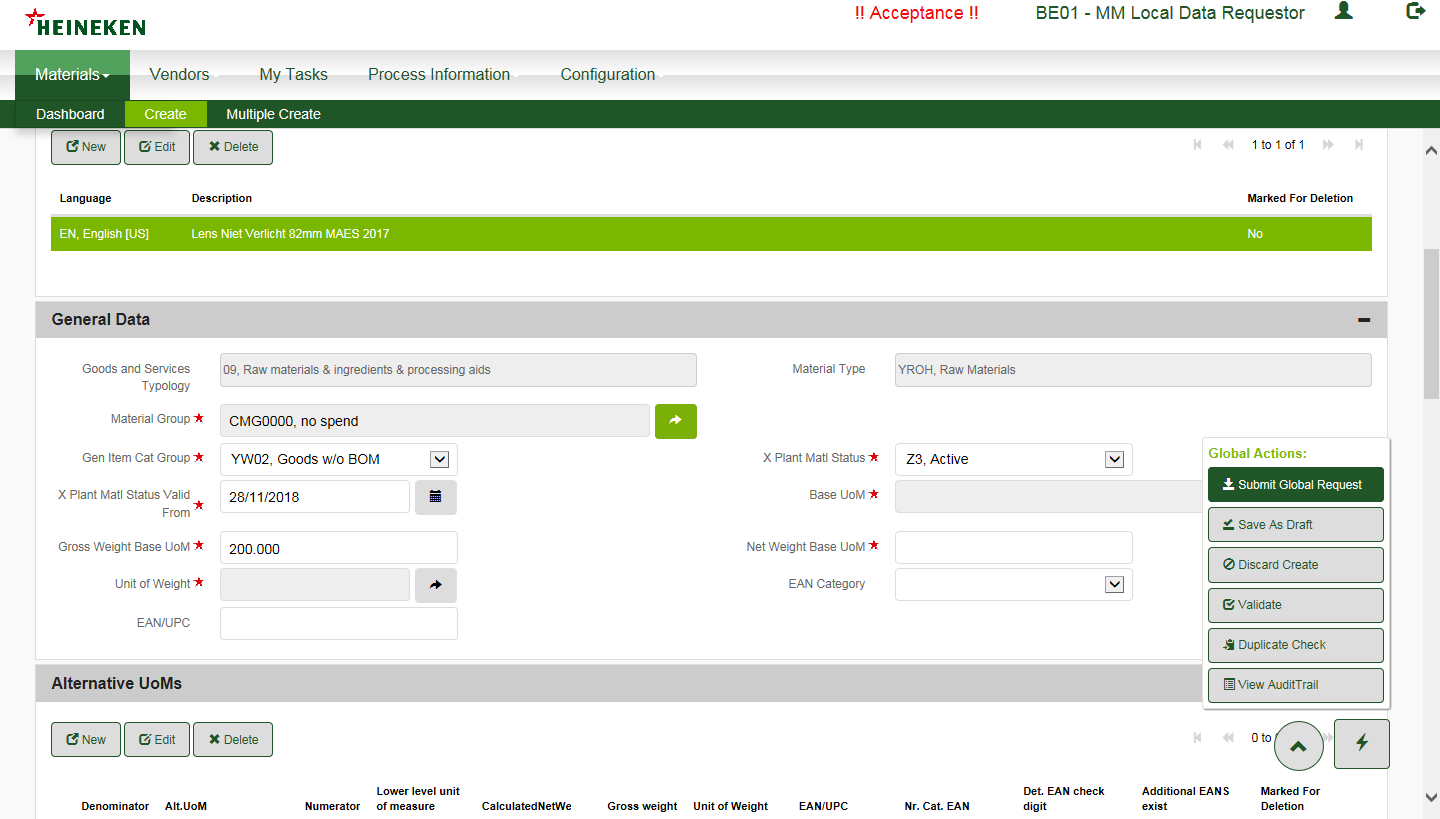 HEINEKEN
!! Acceptance !!
BE01 - MM Local Data Requestor
Materials
Vendors
My Tasks
Process Information
Configuration
Dashboard
Create
Multiple Create
New
Edit
Delete
1 to 1 of 1
Language
Description
Marked For Deletion
EN, English [US]
Lens Niet Verlicht 82mm MAES 2017
No
General Data
Goods and Services
Typology
09, Raw materials & ingredients & processing aids
Material Type
YROH, Raw Materials
Material Group
CMG0000, no spend
Gen Item Cat Group
YW02, Goods w/o BOM
X Plant Matl Status
Z3, Active
X Plant Matl Status Valid
From
28/11/2018
Base UoM
Gross Weight Base UoM
200.000
Net Weight Base UoM
Unit of Weight
EAN Category
EAN/UPC
Global Actions:
Submit Global Request
Save As Draft
Discard Create
Validate
Duplicate Check
View AuditTrail
Alternative UoMs
New
Edit
Delete
0 to
Denominator
Alt.UoM
Numerator
Lower level unit
of measure
CalculatedNetWe
Gross weight
Unit of Weight
EAN/UPC
Nr. Cat. EAN
Det. EAN check
digit
Additional EANS
exist
Marked For
Deletion